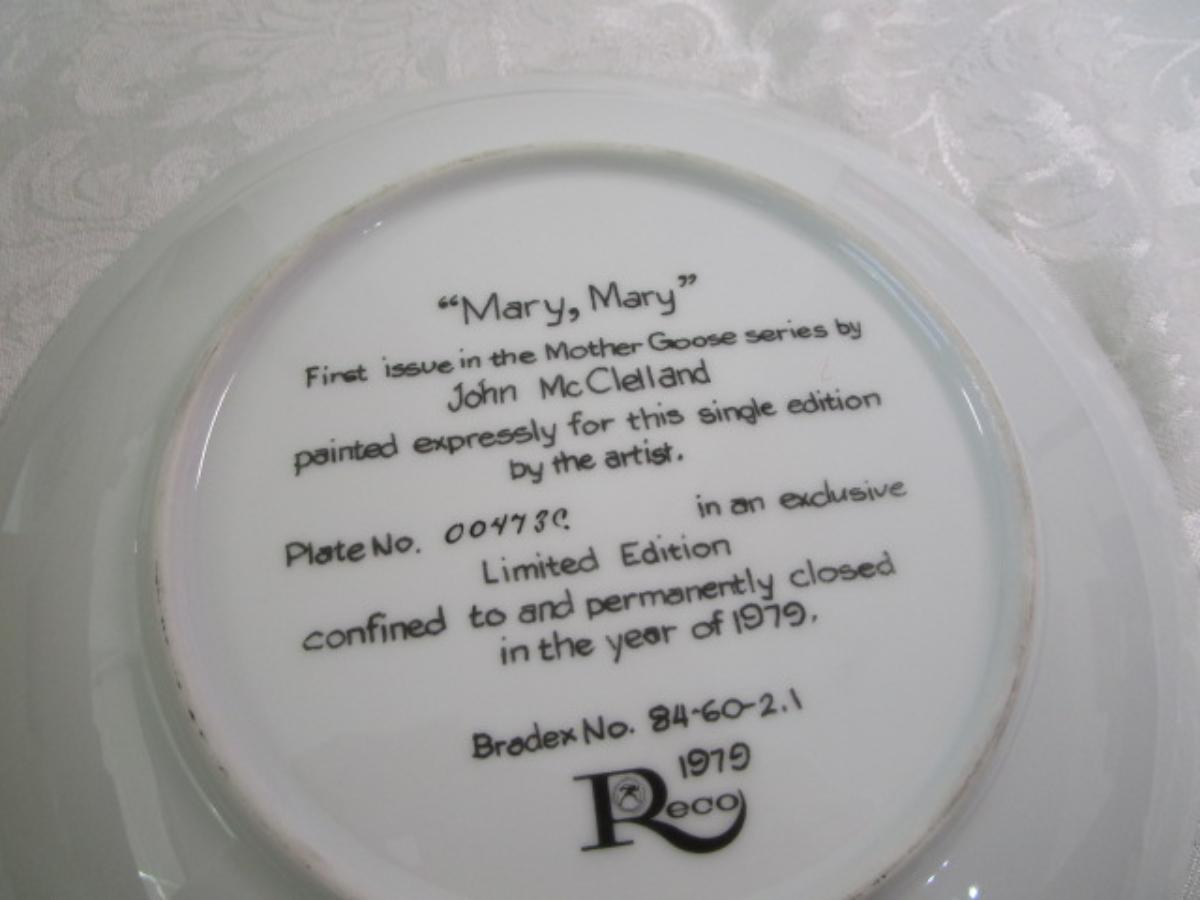 “Mary, Mary”
First issue in the Mother Goose series by
John McClelland
painted expressly for this single edition
by the artist.
Plate No. 00473C in an exclusive
Limited Edition
confined to and permanently closed
in the year of 1979.
Bradex No. 84-60-2.1
1979
Reco